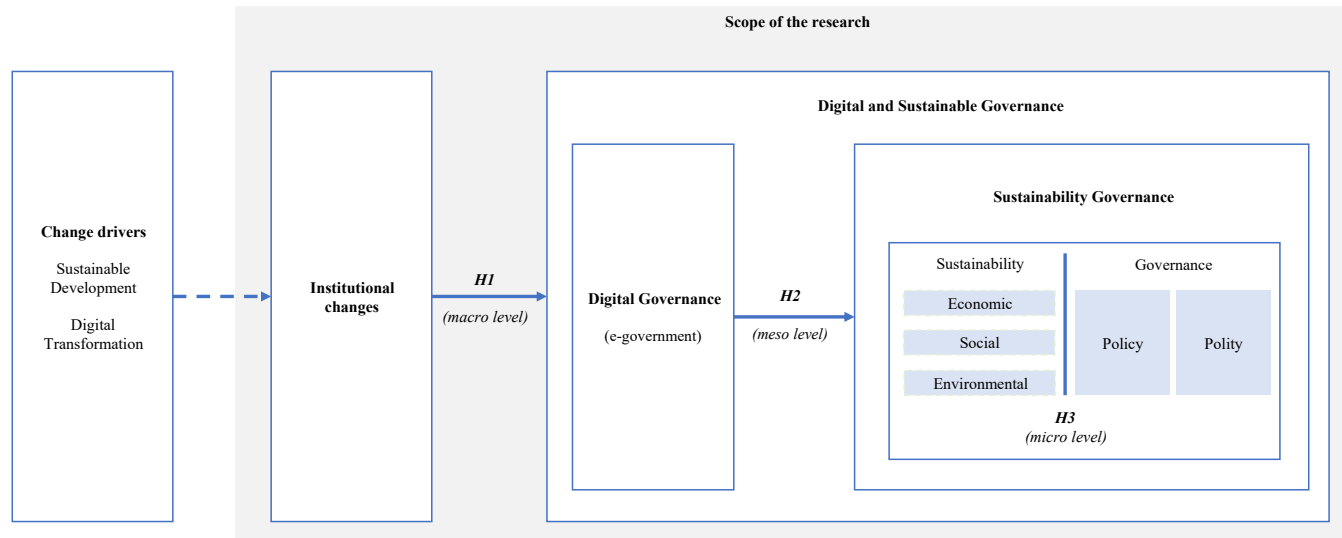 Scope of the research
Change drivers
Sustainable
Development
Digital
Transformation
Institutional
changes
H1
(macro level)
Digital and Sustainable Governance
Digital Governance
(e-government)
H2
(meso level)
Sustainability Governance
Sustainability
Economic
Social
Environmental
Governance
Policy
Polity
H3
(micro level)